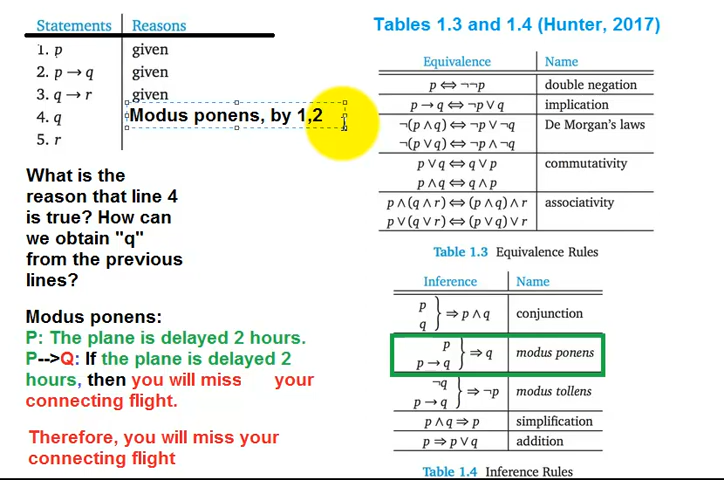 Statements Reasons
1. p given
2. p → q given
3. q → r given
4. q Modus ponens, by 1,2
5. r
What is the
reason that line 4
is true? How can
we obtain "q"
from the previous
lines?
Modus ponens:
P: The plane is delayed 2 hours.
P-->Q: If the plane is delayed 2
hours, then you will miss your
connecting flight.
Therefore, you will miss your
connecting flight
Tables 1.3 and 1.4 (Hunter, 2017)
Equivalence Name
p ⇔ ¬¬p double negation
p → q ⇔ ¬p ∨ q implication
¬(p ∧ q) ⇔ ¬p ∨ ¬q De Morgan's laws
¬(p ∨ q) ⇔ ¬p ∧ ¬q
p ∨ q ⇔ q ∨ p commutativity
p ∧ q ⇔ q ∧ p
p ∧ (q ∧ r) ⇔ (p ∧ q) ∧ r associativity
p ∨ (q ∨ r) ⇔ (p ∨ q) ∨ r
Table 1.3 Equivalence Rules
Inference Name
p
q } ⇒ p ∧ q conjunction
p
p → q } ⇒ q modus ponens
¬q
p → q } ⇒ ¬p modus tollens
p ∧ q ⇒ p simplification
p ⇒ p ∨ q addition
Table 1.4 Inference Rules